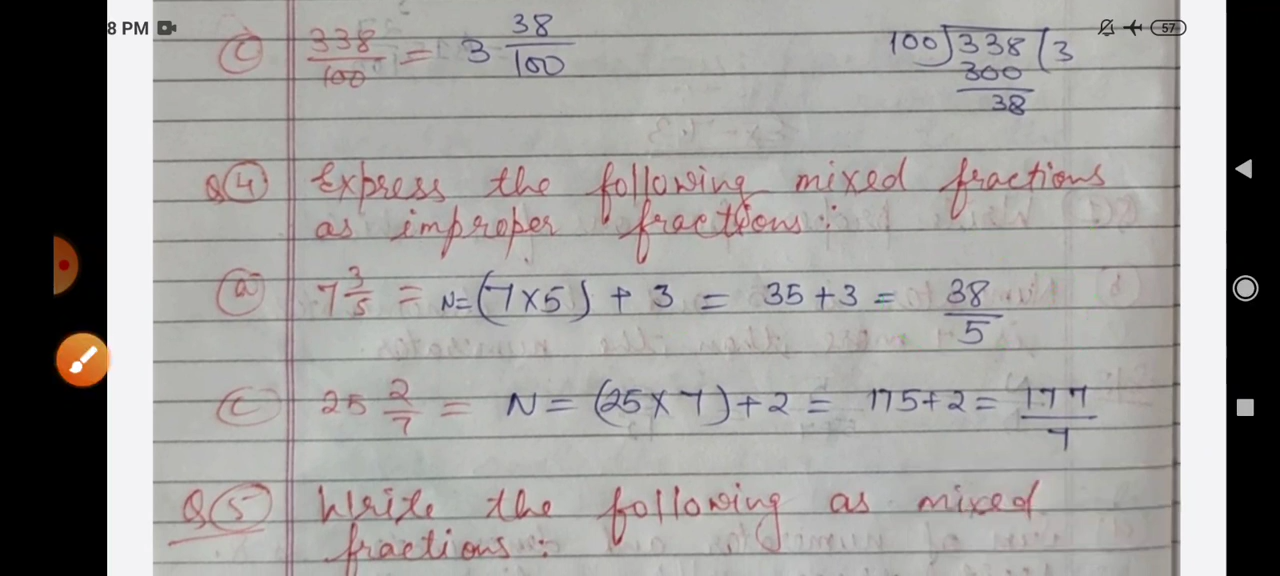 8 PM 57
(c) 338/100 = 3 38/100 100) 338 (3
300
38
Q(4) Express the following mixed fractions
as improper fractions:
(a) 7 3/5 = N=(7×5) + 3 = 35+3 = 38/5
(c) 25 2/7 = N = (25×7)+2 = 175+2 = 177/7
Q(5) Write the following as mixed
fractions: